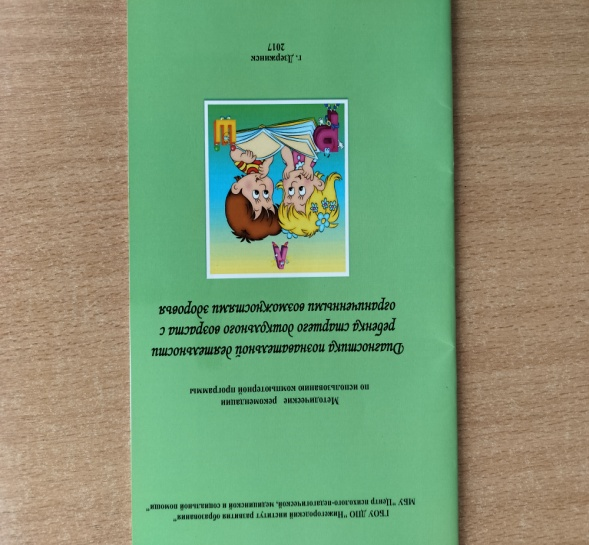 ГБОУ ДПО "Нижегородский институт развития образования"
МБУ "Центр психолого-педагогической, медицинской и социальной помощи"
Методические рекомендации
по использованию компьютерной программы
Диагностика познавательной деятельности
ребенка старшего дошкольного возраста с
ограниченными возможностями здоровья
г. Дзержинск
2017